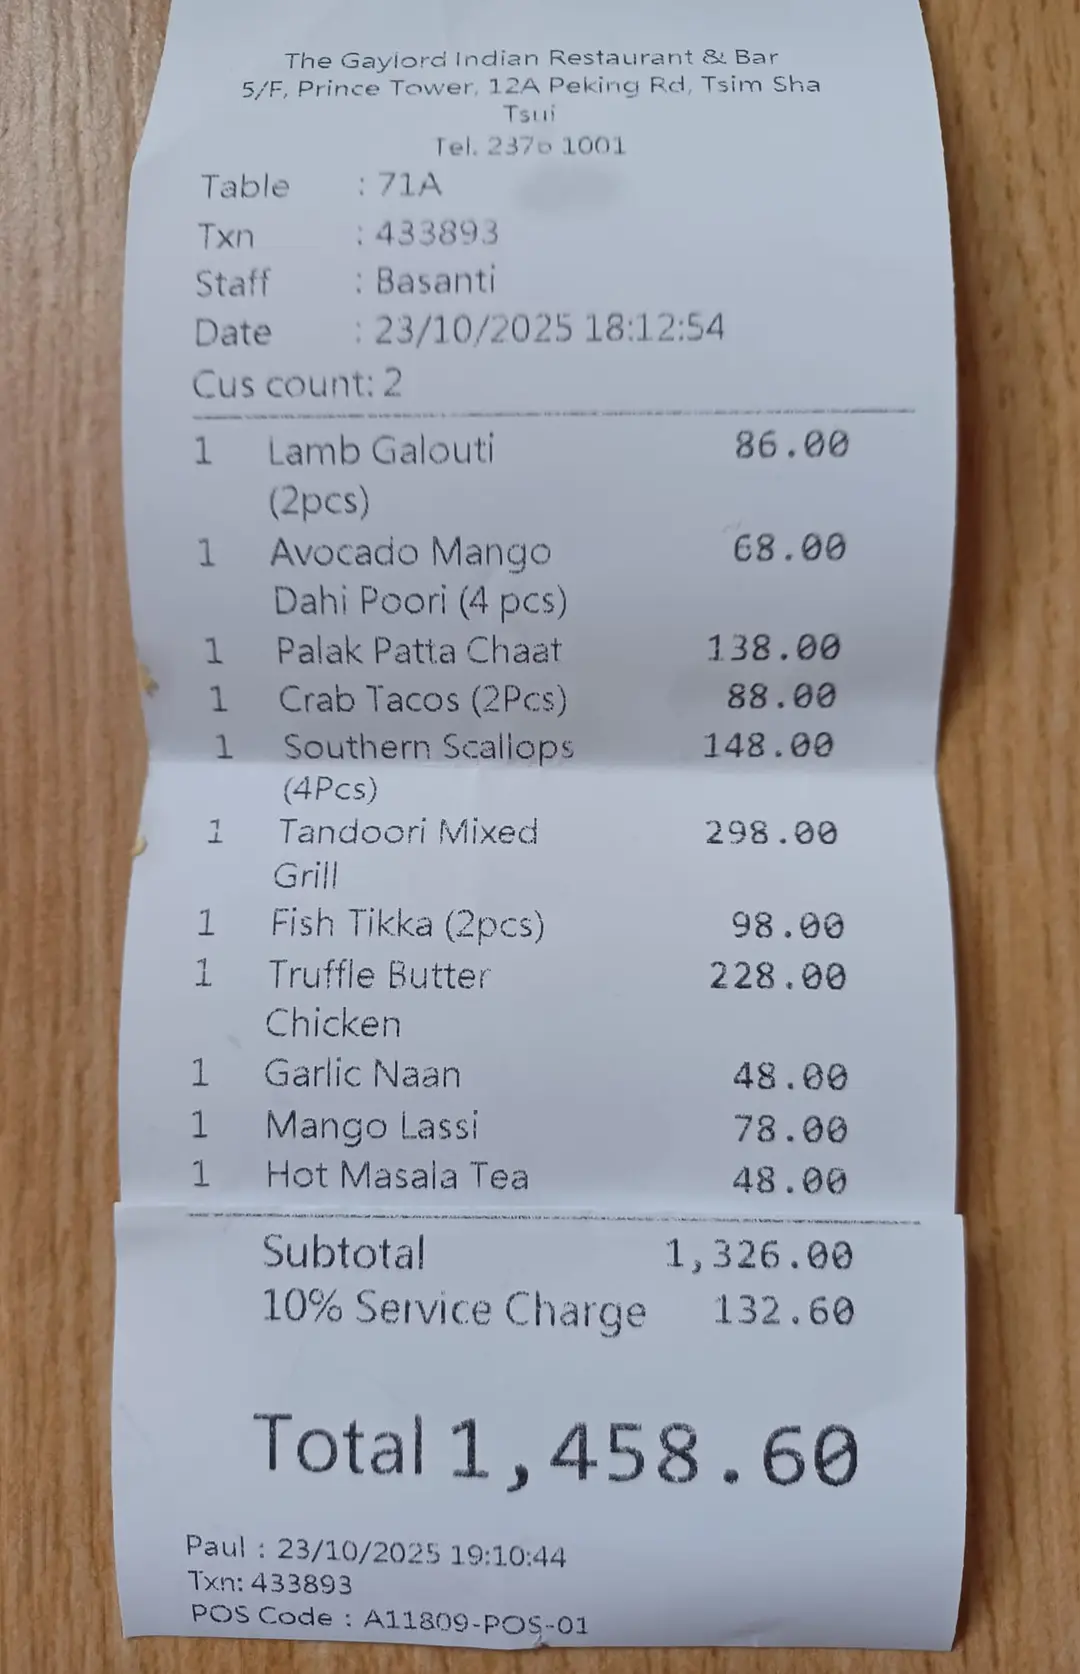 The Gaylord Indian Restaurant & Bar
5/F, Prince Tower, 12A Peking Rd, Tsim Sha
Tsui
Tel. 2376 1001
Table : 71A
Txn : 433893
Staff : Basanti
Date : 23/10/2025 18:12:54
Cus count: 2
1 Lamb Galouti 86.00
(2pcs)
1 Avocado Mango 68.00
Dahi Poori (4 pcs)
1 Palak Patta Chaat 138.00
1 Crab Tacos (2Pcs) 88.00
1 Southern Scallops 148.00
(4Pcs)
1 Tandoori Mixed 298.00
Grill
1 Fish Tikka (2pcs) 98.00
1 Truffle Butter 228.00
Chicken
1 Garlic Naan 48.00
1 Mango Lassi 78.00
1 Hot Masala Tea 48.00
Subtotal 1,326.00
10% Service Charge 132.60
Total 1,458.60
Paul : 23/10/2025 19:10:44
Txn: 433893
POS Code : A11809-POS-01